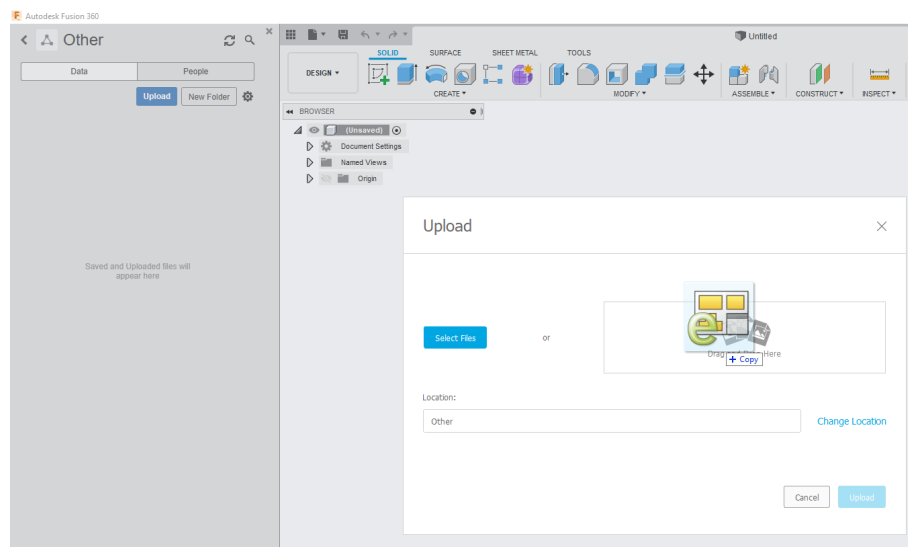 Autodesk Fusion 360
Other
Data People
Upload New Folder
Saved and Uploaded files will
appear here
Untitled
SOLID SURFACE SHEET METAL TOOLS
DESIGN
CREATE MODIFY ASSEMBLE CONSTRUCT INSPECT
BROWSER
(Unsaved)
Document Settings
Named Views
Origin
Upload
Select Files or
Drag and Drop Here
+ Copy
Location:
Other Change Location
Cancel Upload